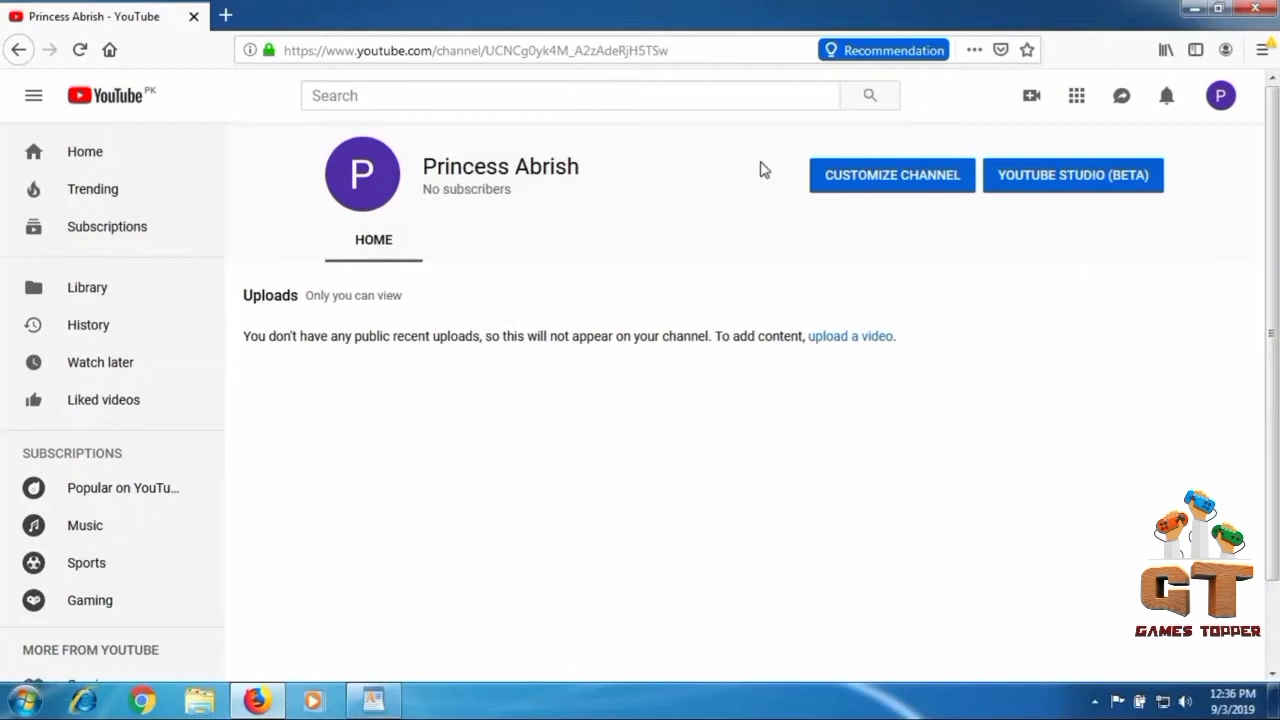 Princess Abrish - YouTube
https://www.youtube.com/channel/UCNCg0yk4M_A2zAdeRjH5TSw
Recommendation
YouTube PK
Search
P
P
Princess Abrish
No subscribers
CUSTOMIZE CHANNEL
YOUTUBE STUDIO (BETA)
HOME
Home
Trending
Subscriptions
Library
History
Watch later
Liked videos
SUBSCRIPTIONS
Popular on YouTu...
Music
Sports
Gaming
MORE FROM YOUTUBE
Uploads Only you can view
You don't have any public recent uploads, so this will not appear on your channel. To add content, upload a video.
GT
GAMES TOPPER
12:36 PM
9/3/2019